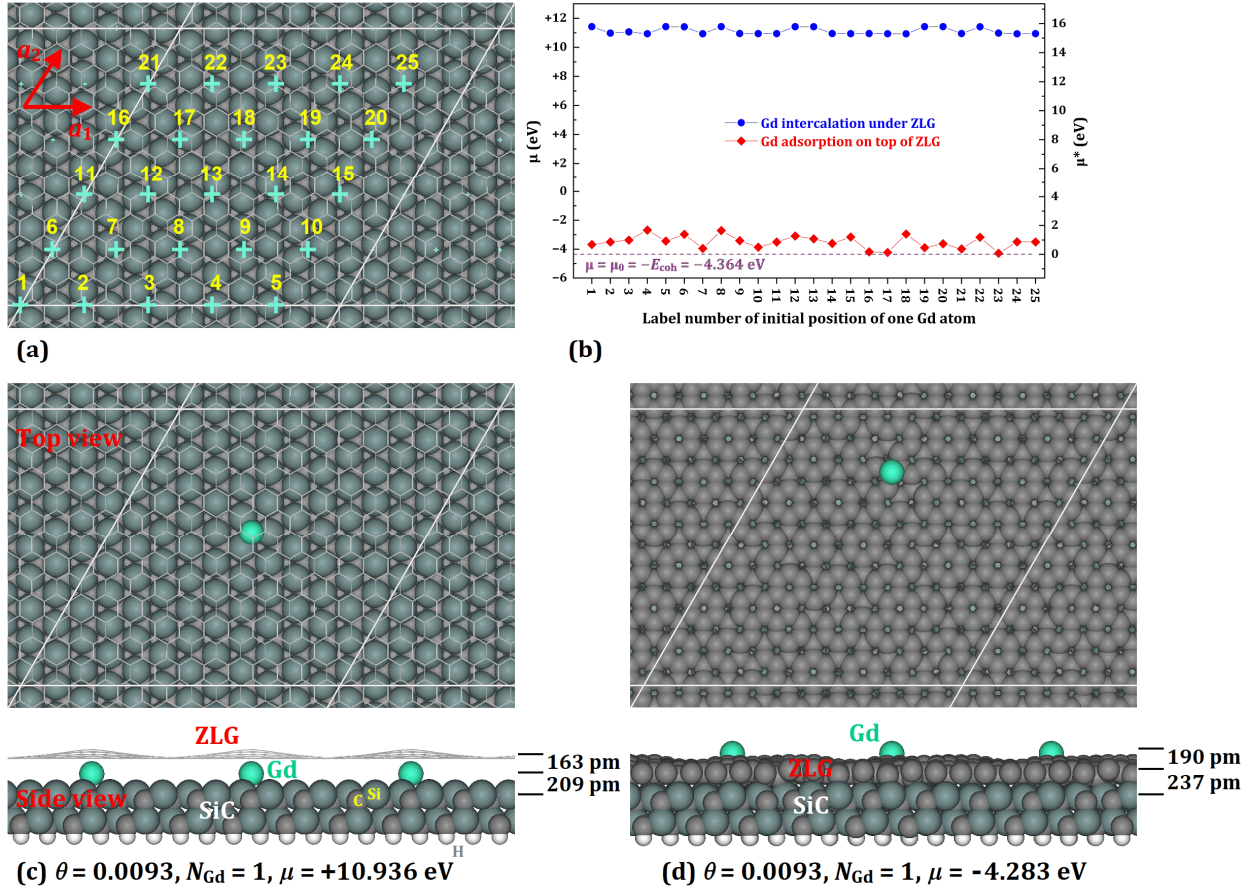 a2
a1
21 22 23 24 25
16 17 18 19 20
11 12 13 14 15
6 7 8 9 10
1 2 3 4 5
(a)
+12
+10
+8
+6
+4
+2
0
−2
−4
−6
μ (eV)
Gd intercalation under ZLG
Gd adsorption on top of ZLG
μ = μ₀ = −Ecoh = −4.364 eV
16
14
12
10
8
6
4
2
0
μ* (eV)
1 2 3 4 5 6 7 8 9 10 11 12 13 14 15 16 17 18 19 20 21 22 23 24 25
Label number of initial position of one Gd atom
(b)
Top view
ZLG
Gd
163 pm
209 pm
Side view
C Si
SiC
H
(c) θ = 0.0093, NGd = 1, μ = +10.936 eV
Gd
ZLG
190 pm
237 pm
SiC
(d) θ = 0.0093, NGd = 1, μ = -4.283 eV